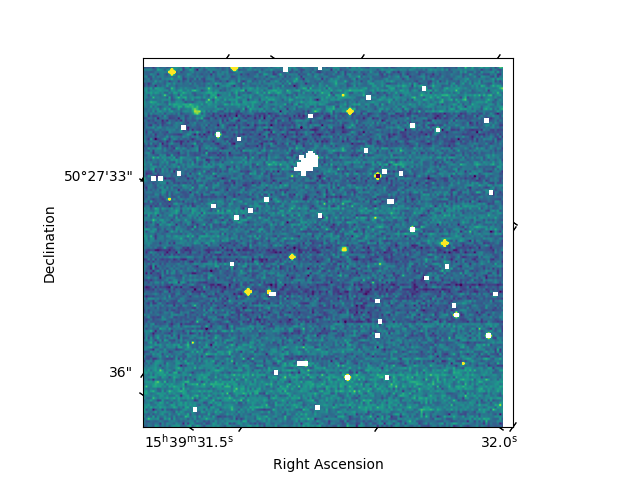 50°27'33"
Declination
36"
15ʰ39ᵐ31.5ˢ
32.0ˢ
Right Ascension